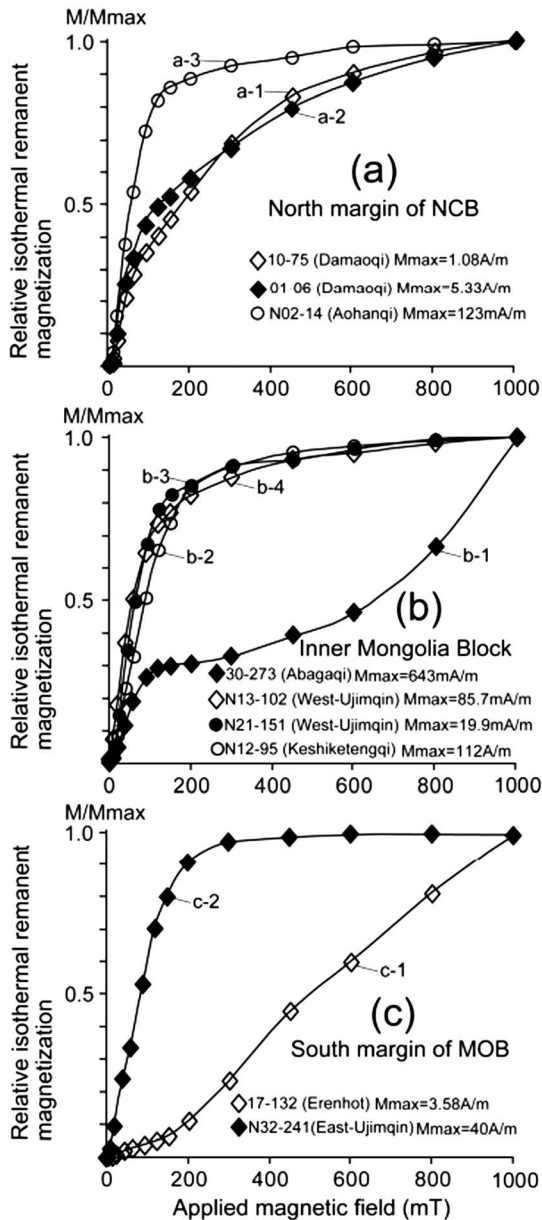 M/Mmax
1.0
0.5
a-3
a-1
a-2
(a)
North margin of NCB
10-75 (Damaoqi) Mmax=1.08A/m
01-06 (Damaoqi) Mmax=5.33A/m
N02-14 (Aohanqi) Mmax=123mA/m
Relative isothermal remanent
magnetization
0 200 400 600 800 1000
M/Mmax
1.0
0.5
b-3
b-4
b-2
b-1
(b)
Inner Mongolia Block
30-273 (Abagaqi) Mmax=643mA/m
N13-102 (West-Ujimqin) Mmax=85.7mA/m
N21-151 (West-Ujimqin) Mmax=19.9mA/m
N12-95 (Keshiketengqi) Mmax=112A/m
Relative isothermal remanent
magnetization
0 200 400 600 800 1000
M/Mmax
1.0
0.5
c-2
c-1
(c)
South margin of MOB
17-132 (Erenhot) Mmax=3.58A/m
N32-241(East-Ujimqin) Mmax=40A/m
Relative isothermal remanent
magnetization
0 200 400 600 800 1000
Applied magnetic field (mT)